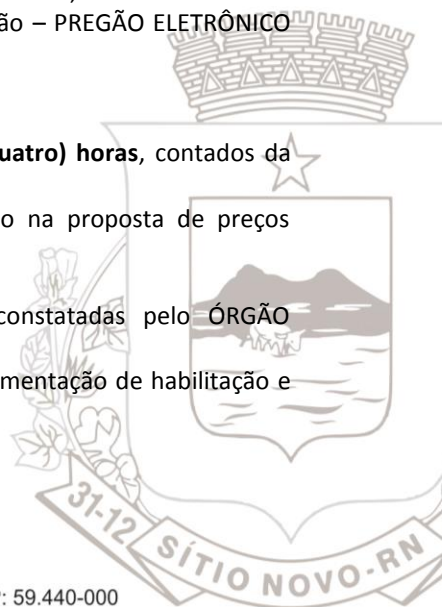 ão – PREGÃO ELETRÔNICO
uatro) horas, contados da
o na proposta de preços
constatadas pelo ÓRGÃO
mentação de habilitação e
31-12 SÍTIO NOVO-RN
: 59.440-000